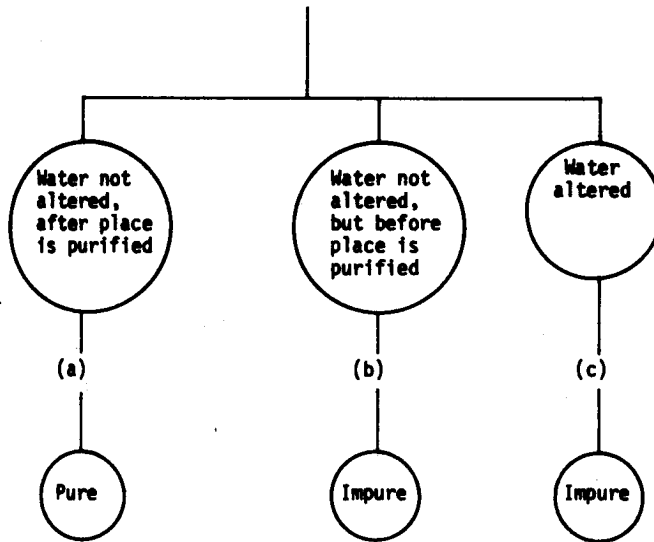 Water not
altered,
after place
is purified
Water not
altered,
but before
place is
purified
Water
altered
(a)
(b)
(c)
Pure
Impure
Impure